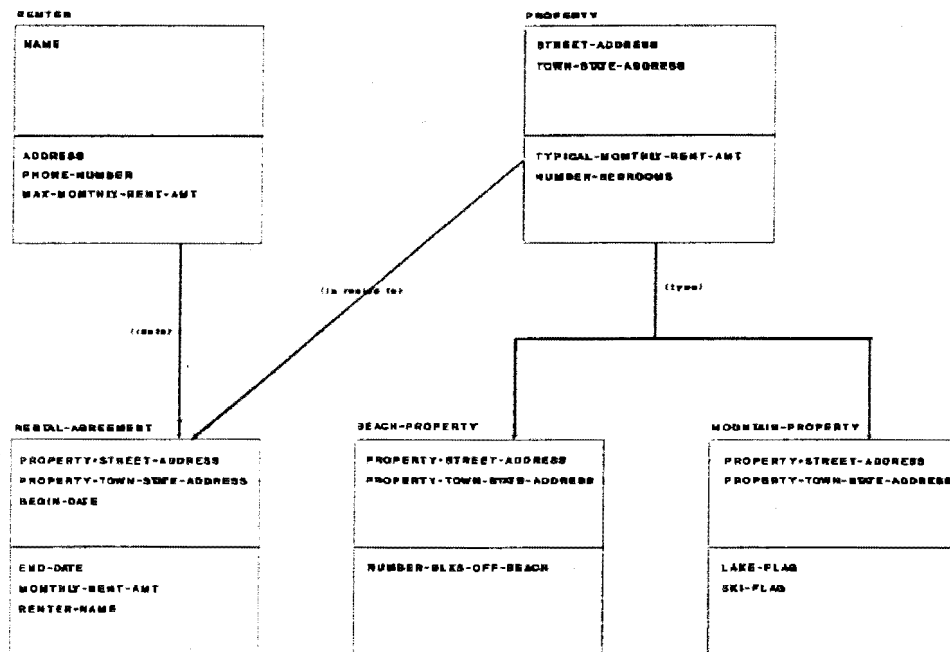 RENTER
NAME
ADDRESS
PHONE-NUMBER
MAX-MONTHLY-RENT-AMT
PROPERTY
STREET-ADDRESS
TOWN-STATE-ADDRESS
TYPICAL-MONTHLY-RENT-AMT
NUMBER-BEDROOMS
(type)
RENTAL-AGREEMENT
PROPERTY-STREET-ADDRESS
PROPERTY-TOWN-STATE-ADDRESS
BEGIN-DATE
END-DATE
MONTHLY-RENT-AMT
RENTER-NAME
BEACH-PROPERTY
PROPERTY-STREET-ADDRESS
PROPERTY-TOWN-STATE-ADDRESS
NUMBER-BLKS-OFF-BEACH
MOUNTAIN-PROPERTY
PROPERTY-STREET-ADDRESS
PROPERTY-TOWN-STATE-ADDRESS
LAKE-FLAG
SKI-FLAG